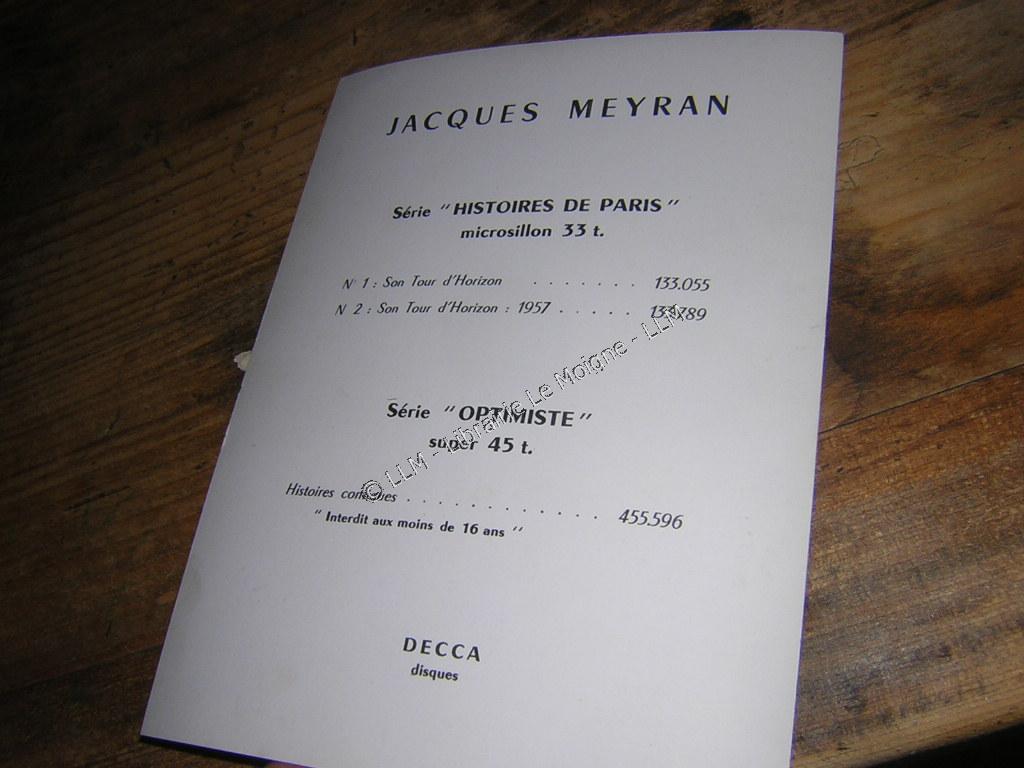 JACQUES MEYRAN
Série "HISTOIRES DE PARIS"
microsillon 33 t.
N° 1 : Son Tour d'Horizon . . . . . . . 133.055
N° 2 : Son Tour d'Horizon : 1957 . . . . .
Série "OPTIMISTE"
super 45 t.
Histoires comiques . . . . . . . . . . . . 455.596
"Interdit aux moins de 16 ans"
DECCA
disques
© LLM - Librairie Le Moigne - LLM